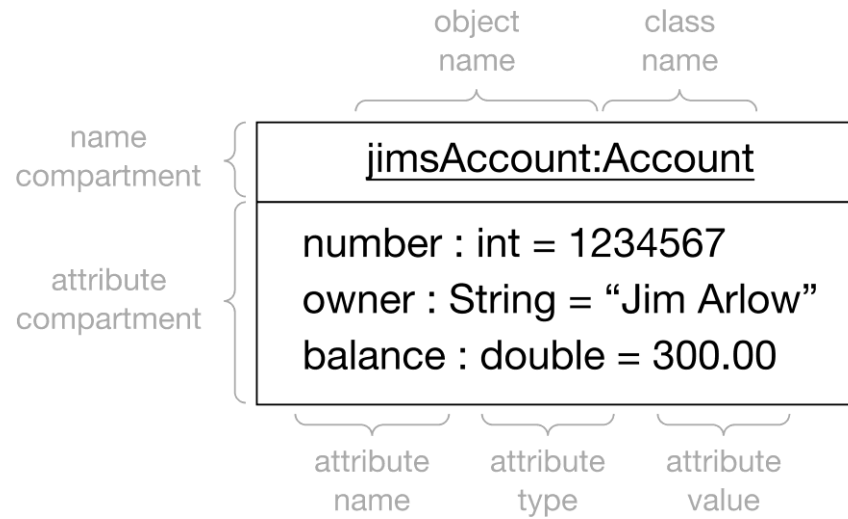 object
name
class
name
name
compartment
jimsAccount:Account
attribute
compartment
number : int = 1234567
owner : String = “Jim Arlow”
balance : double = 300.00
attribute
name
attribute
type
attribute
value